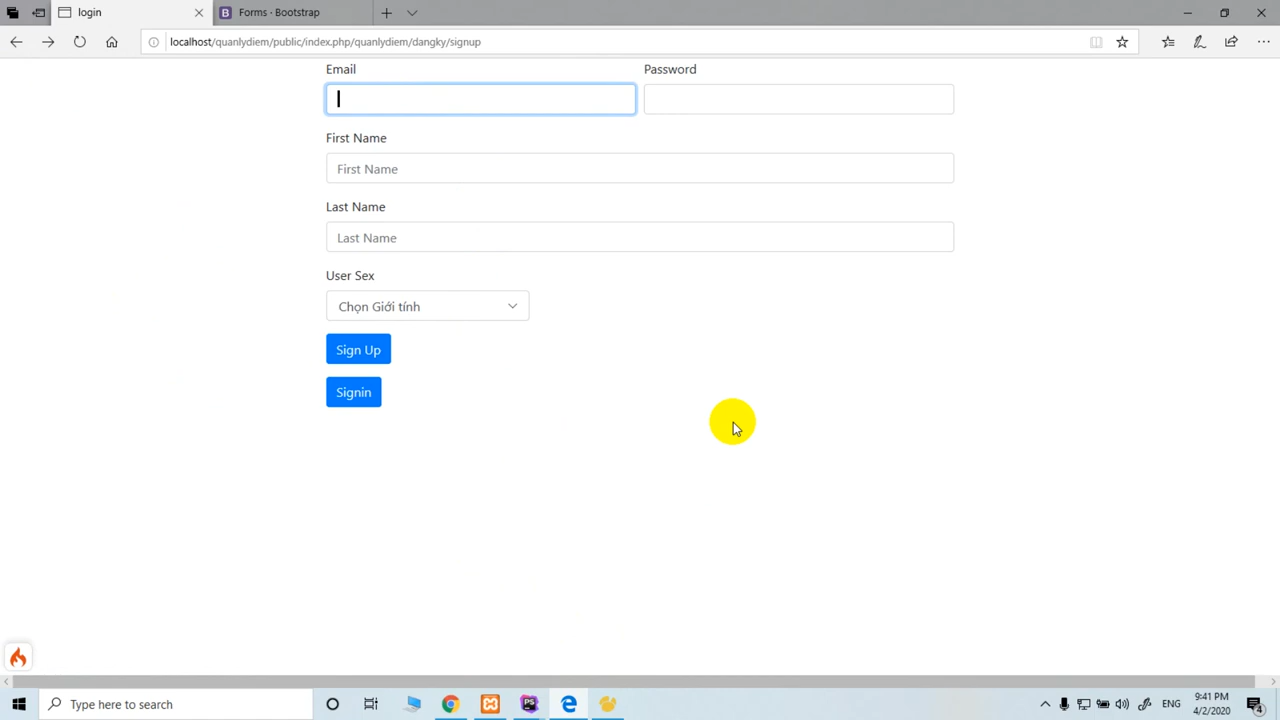 login
B Forms - Bootstrap
localhost/quanlydiem/public/index.php/quanlydiem/dangky/signup
Email Password
First Name
First Name
Last Name
Last Name
User Sex
Chọn Giới tính
Sign Up
Signin
Type here to search
PS
ENG
9:41 PM
4/2/2020
4